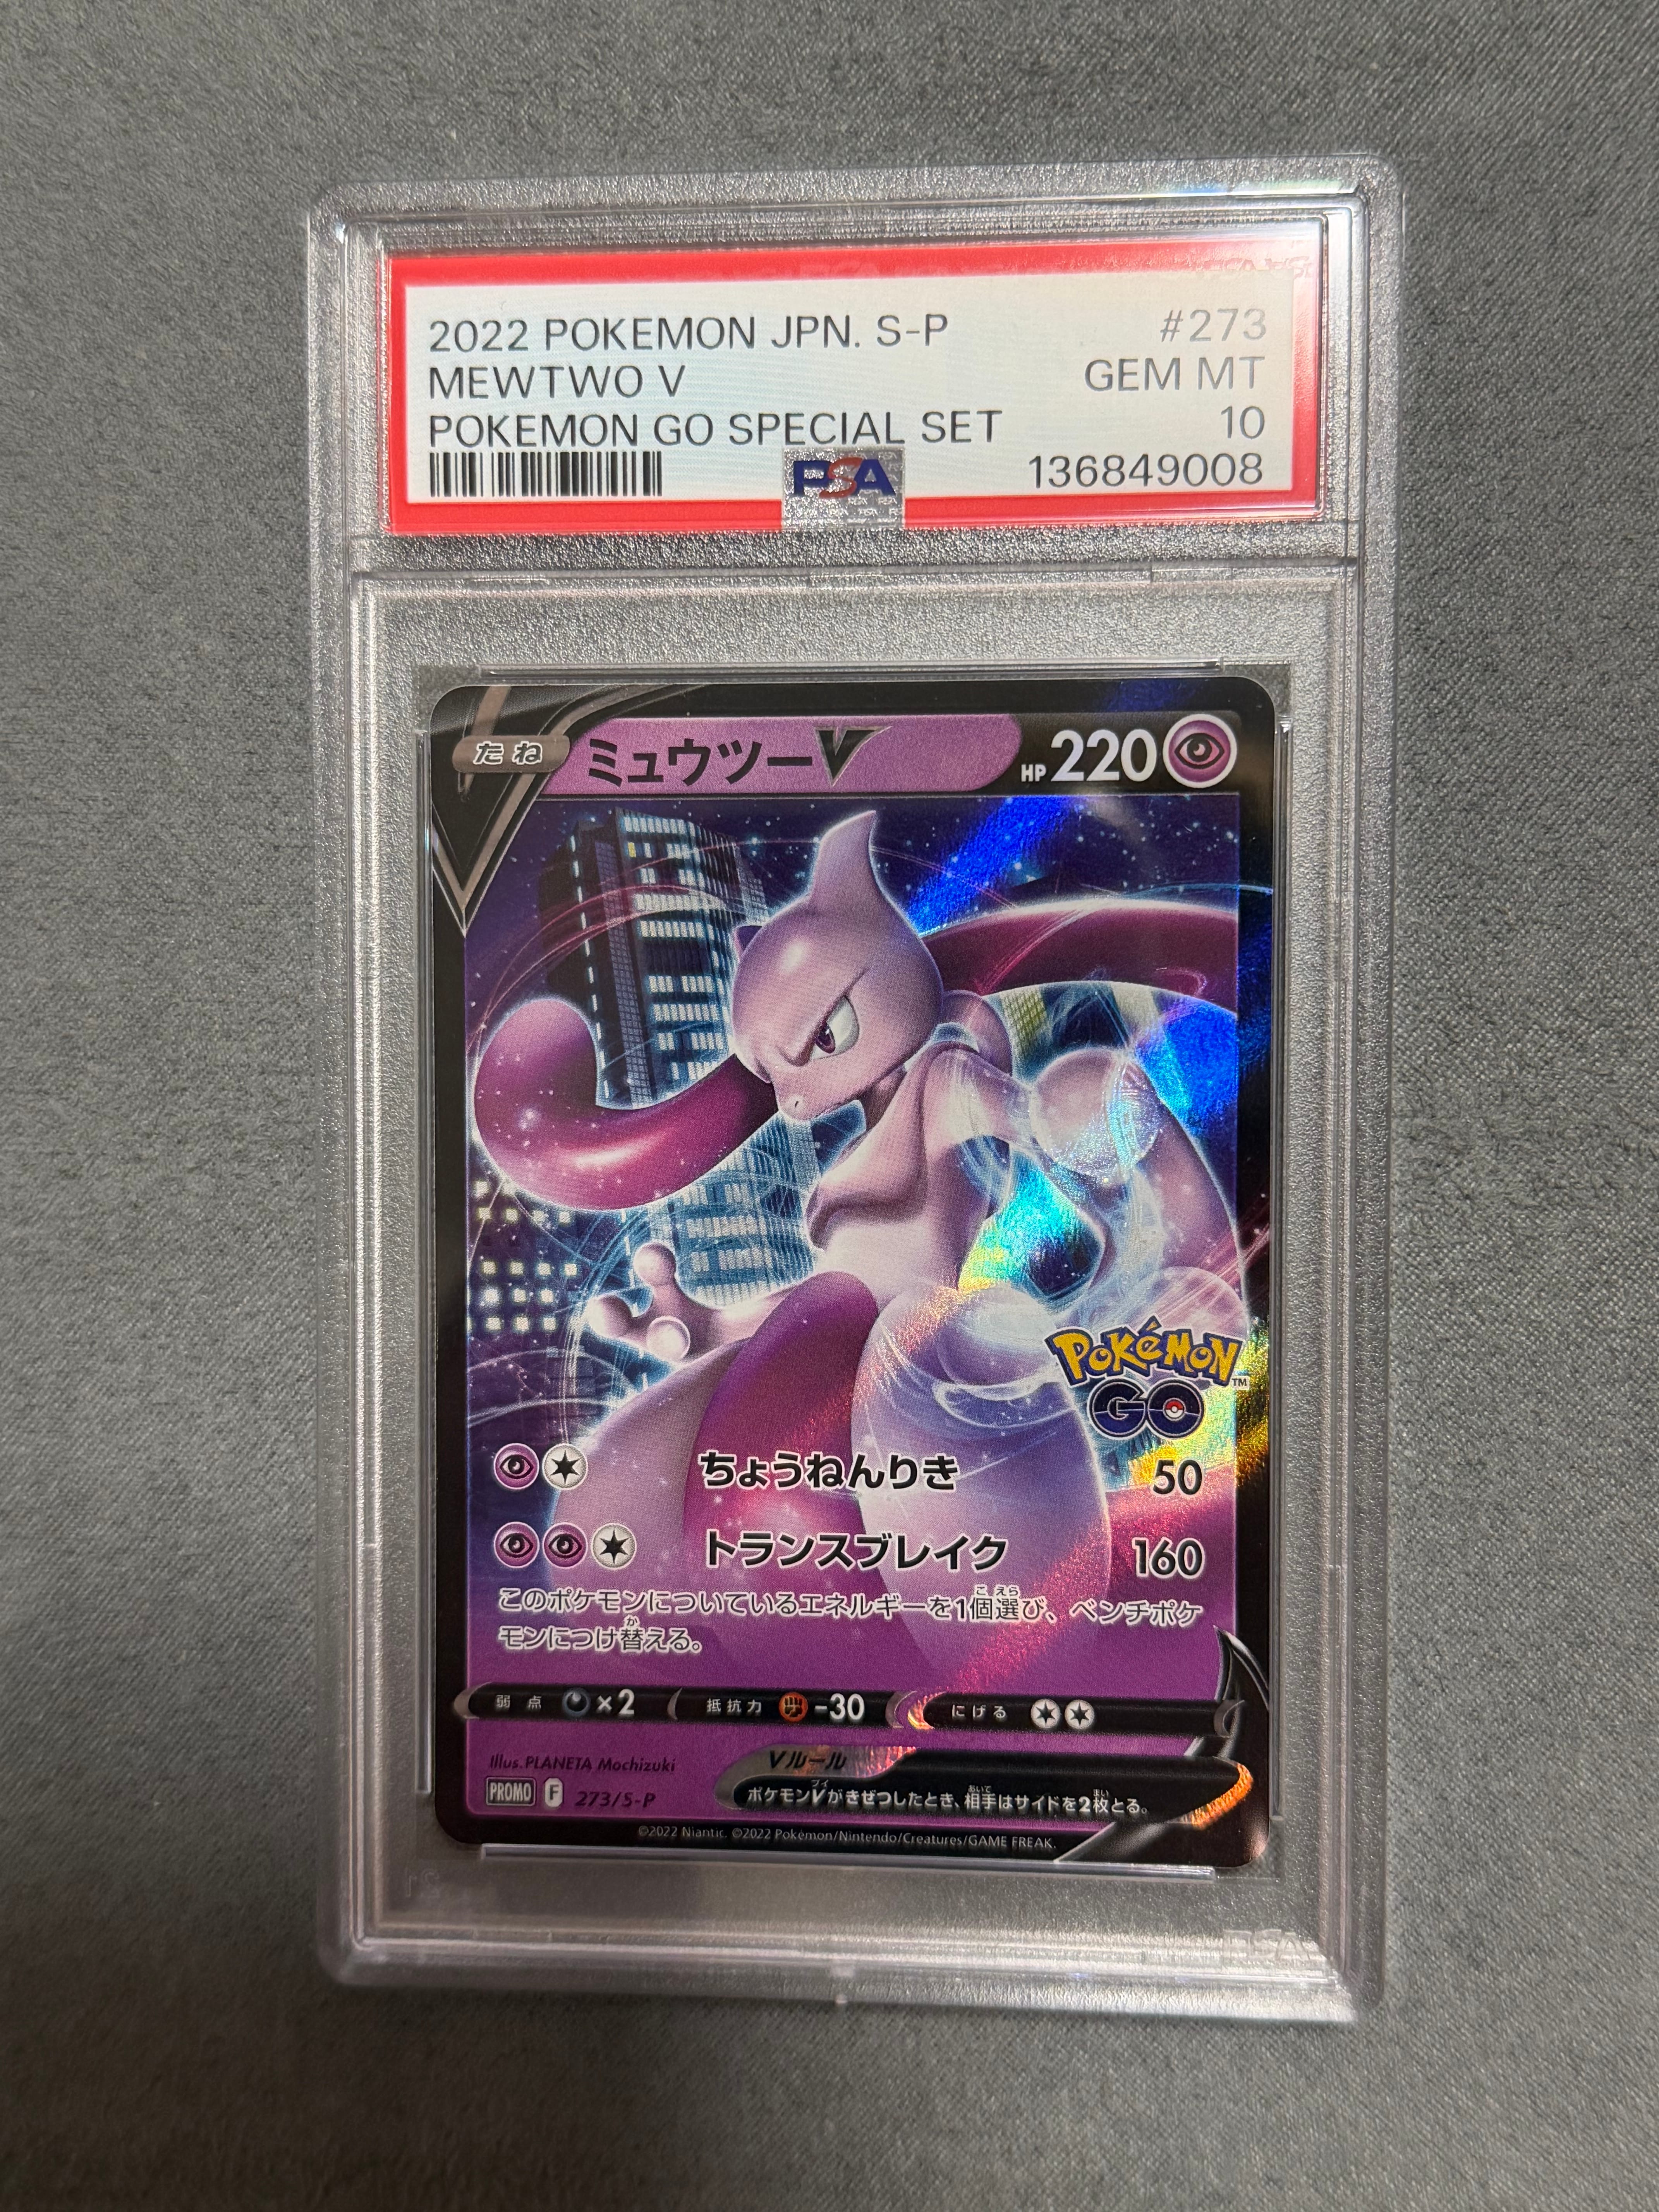 2022 POKEMON JPN. S-P #273
MEWTWO V GEM MT
POKEMON GO SPECIAL SET 10
PSA 136849008
たね ミュウツーV HP 220
Pokémon™
GO
ちょうねんりき 50
トランスブレイク 160
このポケモンについているエネルギーを1個選び、ベンチポケ
モンにつけ替える。
弱点 ×2 抵抗力 -30 にげる
Illus. PLANETA Mochizuki
Vルール
PROMO F 273/S-P
ポケモンVがきぜつしたとき、相手はサイドを2枚とる。
©2022 Niantic. ©2022 Pokémon/Nintendo/Creatures/GAME FREAK.